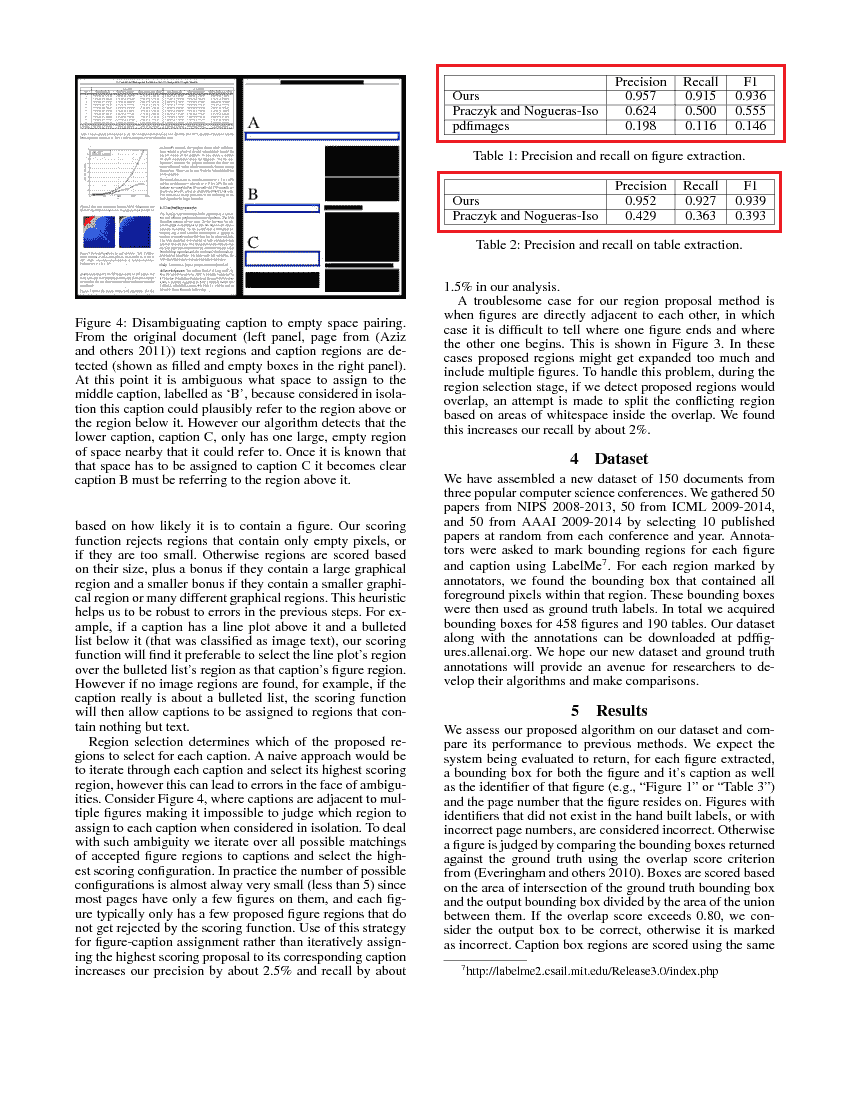 A
B
C
Figure 4: Disambiguating caption to empty space pairing.
From the original document (left panel, page from (Aziz
and others 2011)) text regions and caption regions are de-
tected (shown as filled and empty boxes in the right panel).
At this point it is ambiguous what space to assign to the
middle caption, labelled as ‘B’, because considered in isola-
tion this caption could plausibly refer to the region above or
the region below it. However our algorithm detects that the
lower caption, caption C, only has one large, empty region
of space nearby that it could refer to. Once it is known that
that space has to be assigned to caption C it becomes clear
caption B must be referring to the region above it.
based on how likely it is to contain a figure. Our scoring
function rejects regions that contain only empty pixels, or
if they are too small. Otherwise regions are scored based
on their size, plus a bonus if they contain a large graphical
region and a smaller bonus if they contain a smaller graphi-
cal region or many different graphical regions. This heuristic
helps us to be robust to errors in the previous steps. For ex-
ample, if a caption has a line plot above it and a bulleted
list below it (that was classified as image text), our scoring
function will find it preferable to select the line plot's region
over the bulleted list's region as that caption's figure region.
However if no image regions are found, for example, if the
caption really is about a bulleted list, the scoring function
will then allow captions to be assigned to regions that con-
tain nothing but text.
Region selection determines which of the proposed re-
gions to select for each caption. A naive approach would be
to iterate through each caption and select its highest scoring
region, however this can lead to errors in the face of ambigu-
ities. Consider Figure 4, where captions are adjacent to mul-
tiple figures making it impossible to judge which region to
assign to each caption when considered in isolation. To deal
with such ambiguity we iterate over all possible matchings
of accepted figure regions to captions and select the high-
est scoring configuration. In practice the number of possible
configurations is almost alway very small (less than 5) since
most pages have only a few figures on them, and each fig-
ure typically only has a few proposed figure regions that do
not get rejected by the scoring function. Use of this strategy
for figure-caption assignment rather than iteratively assign-
ing the highest scoring proposal to its corresponding caption
increases our precision by about 2.5% and recall by about
Precision Recall F1
Ours 0.957 0.915 0.936
Praczyk and Nogueras-Iso 0.624 0.500 0.555
pdfimages 0.198 0.116 0.146
Table 1: Precision and recall on figure extraction.
Precision Recall F1
Ours 0.952 0.927 0.939
Praczyk and Nogueras-Iso 0.429 0.363 0.393
Table 2: Precision and recall on table extraction.
1.5% in our analysis.
A troublesome case for our region proposal method is
when figures are directly adjacent to each other, in which
case it is difficult to tell where one figure ends and where
the other one begins. This is shown in Figure 3. In these
cases proposed regions might get expanded too much and
include multiple figures. To handle this problem, during the
region selection stage, if we detect proposed regions would
overlap, an attempt is made to split the conflicting region
based on areas of whitespace inside the overlap. We found
this increases our recall by about 2%.
4 Dataset
We have assembled a new dataset of 150 documents from
three popular computer science conferences. We gathered 50
papers from NIPS 2008-2013, 50 from ICML 2009-2014,
and 50 from AAAI 2009-2014 by selecting 10 published
papers at random from each conference and year. Annota-
tors were asked to mark bounding regions for each figure
and caption using LabelMe7. For each region marked by
annotators, we found the bounding box that contained all
foreground pixels within that region. These bounding boxes
were then used as ground truth labels. In total we acquired
bounding boxes for 458 figures and 190 tables. Our dataset
along with the annotations can be downloaded at pdffig-
ures.allenai.org. We hope our new dataset and ground truth
annotations will provide an avenue for researchers to de-
velop their algorithms and make comparisons.
5 Results
We assess our proposed algorithm on our dataset and com-
pare its performance to previous methods. We expect the
system being evaluated to return, for each figure extracted,
a bounding box for both the figure and it's caption as well
as the identifier of that figure (e.g., “Figure 1” or “Table 3”)
and the page number that the figure resides on. Figures with
identifiers that did not exist in the hand built labels, or with
incorrect page numbers, are considered incorrect. Otherwise
a figure is judged by comparing the bounding boxes returned
against the ground truth using the overlap score criterion
from (Everingham and others 2010). Boxes are scored based
on the area of intersection of the ground truth bounding box
and the output bounding box divided by the area of the union
between them. If the overlap score exceeds 0.80, we con-
sider the output box to be correct, otherwise it is marked
as incorrect. Caption box regions are scored using the same
7http://labelme2.csail.mit.edu/Release3.0/index.php